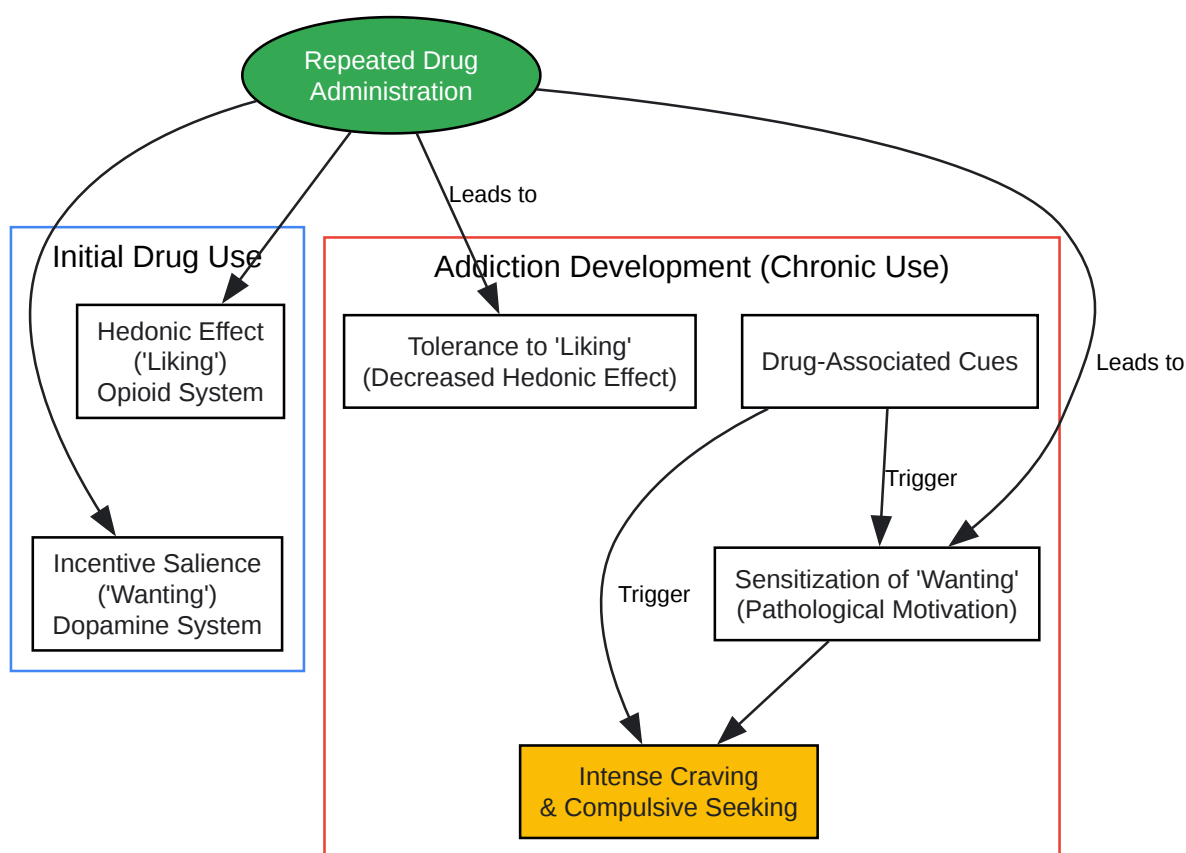 Repeated Drug
Administration
Leads to
Initial Drug Use
Addiction Development (Chronic Use)
Hedonic Effect
('Liking')
Opioid System
Tolerance to 'Liking'
(Decreased Hedonic Effect)
Drug-Associated Cues
Leads to
Trigger
Incentive Salience
('Wanting')
Dopamine System
Trigger
Sensitization of 'Wanting'
(Pathological Motivation)
Intense Craving
& Compulsive Seeking